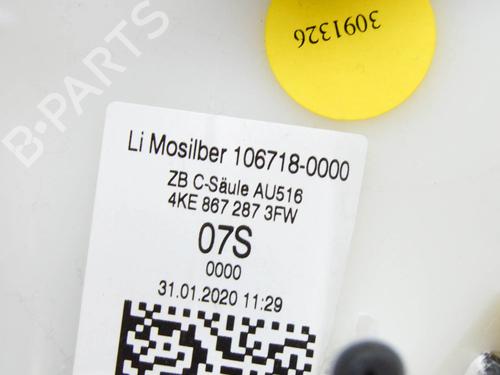 3091326
B-PARTS
Li Mosilber 106718-0000
ZB C-Säule AU516
4KE 867 287 3FW
07S
0000
31.01.2020 11:29